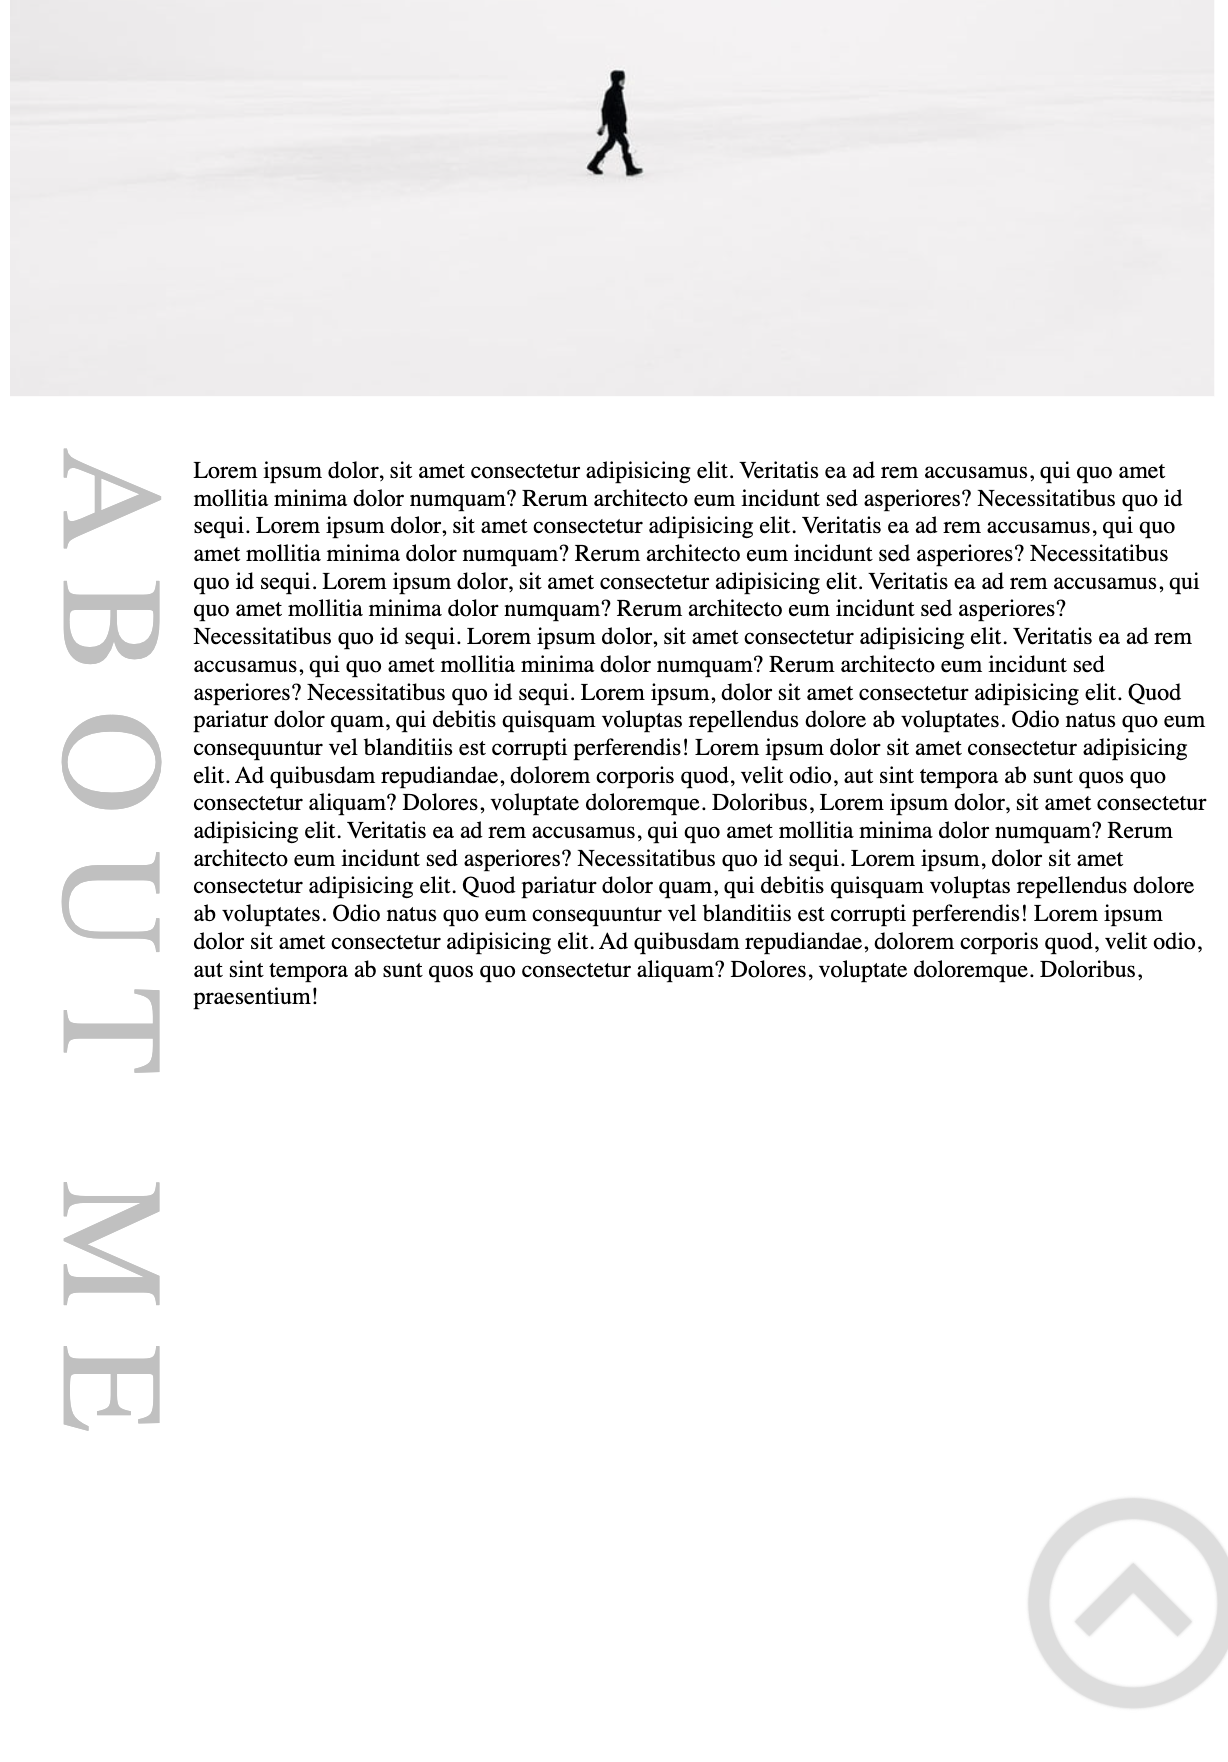 ABOUT ME
Lorem ipsum dolor, sit amet consectetur adipisicing elit. Veritatis ea ad rem accusamus, qui quo amet
mollitia minima dolor numquam? Rerum architecto eum incidunt sed asperiores? Necessitatibus quo id
sequi. Lorem ipsum dolor, sit amet consectetur adipisicing elit. Veritatis ea ad rem accusamus, qui quo
amet mollitia minima dolor numquam? Rerum architecto eum incidunt sed asperiores? Necessitatibus
quo id sequi. Lorem ipsum dolor, sit amet consectetur adipisicing elit. Veritatis ea ad rem accusamus, qui
quo amet mollitia minima dolor numquam? Rerum architecto eum incidunt sed asperiores?
Necessitatibus quo id sequi. Lorem ipsum dolor, sit amet consectetur adipisicing elit. Veritatis ea ad rem
accusamus, qui quo amet mollitia minima dolor numquam? Rerum architecto eum incidunt sed
asperiores? Necessitatibus quo id sequi. Lorem ipsum, dolor sit amet consectetur adipisicing elit. Quod
pariatur dolor quam, qui debitis quisquam voluptas repellendus dolore ab voluptates. Odio natus quo eum
consequuntur vel blanditiis est corrupti perferendis! Lorem ipsum dolor sit amet consectetur adipisicing
elit. Ad quibusdam repudiandae, dolorem corporis quod, velit odio, aut sint tempora ab sunt quos quo
consectetur aliquam? Dolores, voluptate doloremque. Doloribus, Lorem ipsum dolor, sit amet consectetur
adipisicing elit. Veritatis ea ad rem accusamus, qui quo amet mollitia minima dolor numquam? Rerum
architecto eum incidunt sed asperiores? Necessitatibus quo id sequi. Lorem ipsum, dolor sit amet
consectetur adipisicing elit. Quod pariatur dolor quam, qui debitis quisquam voluptas repellendus dolore
ab voluptates. Odio natus quo eum consequuntur vel blanditiis est corrupti perferendis! Lorem ipsum
dolor sit amet consectetur adipisicing elit. Ad quibusdam repudiandae, dolorem corporis quod, velit odio,
aut sint tempora ab sunt quos quo consectetur aliquam? Dolores, voluptate doloremque. Doloribus,
praesentium!